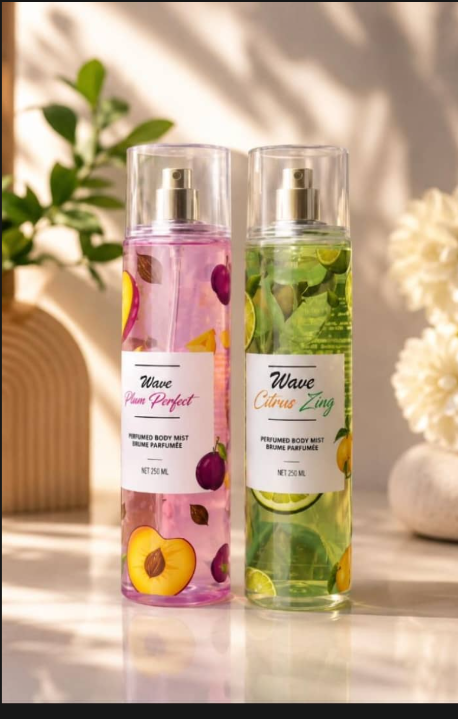 Wave
Plum Perfect
PERFUMED BODY MIST
BRUME PARFUMÉE
NET 250 ML
Wave
Citrus Zing
PERFUMED BODY MIST
BRUME PARFUMÉE
NET 250 ML